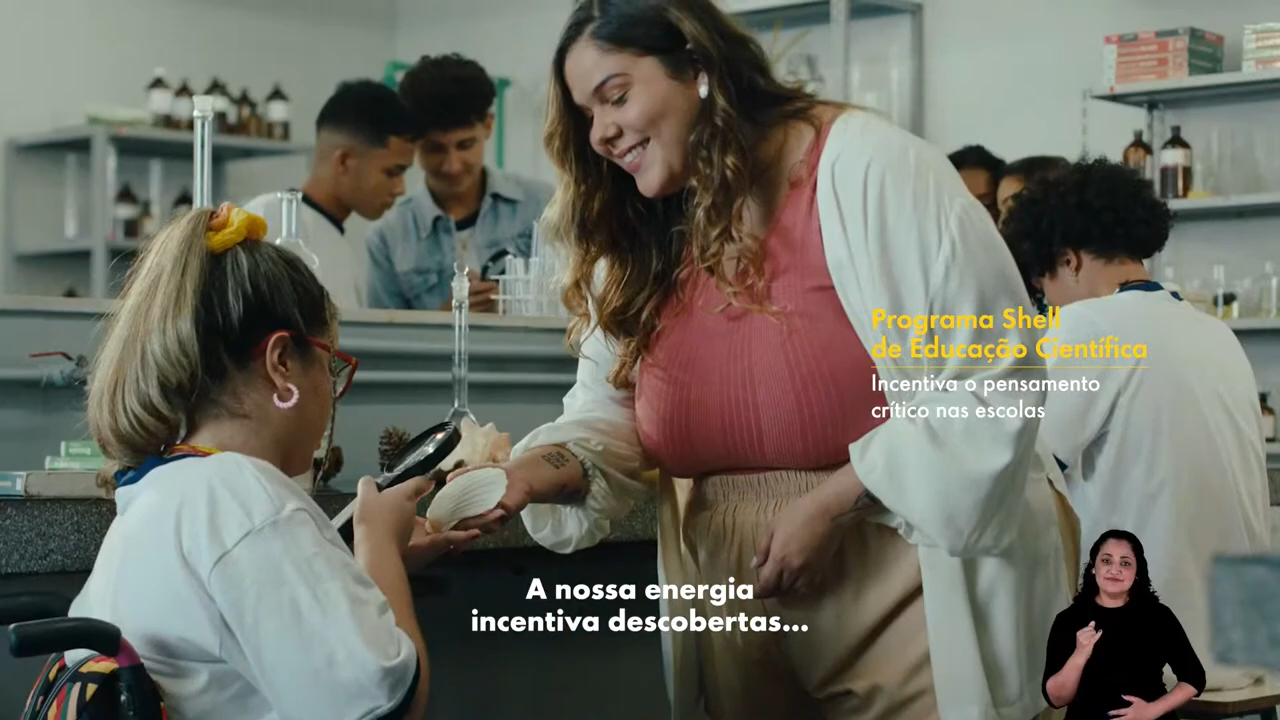 Programa Shell
de Educação Científica
Incentiva o pensamento
crítico nas escolas
A nossa energia
incentiva descobertas...